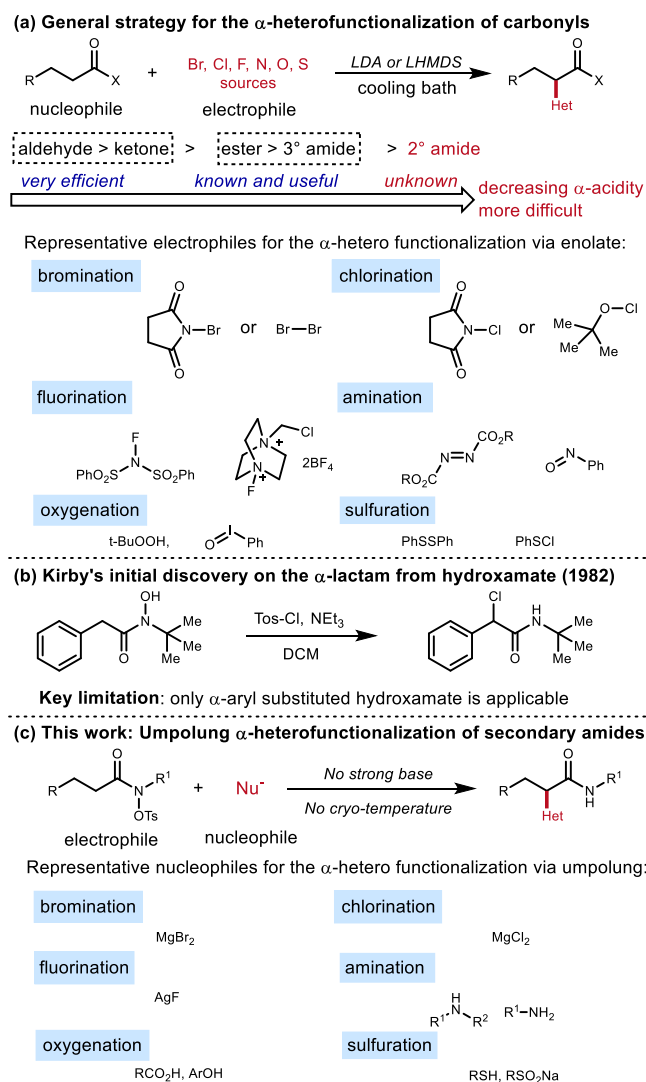 (a) General strategy for the α-heterofunctionalization of carbonyls
O
R X
nucleophile
+
Br, Cl, F, N, O, S
sources
electrophile
LDA or LHMDS
cooling bath
O
R X
Het
aldehyde > ketone > ester > 3° amide > 2° amide
very efficient known and useful unknown
decreasing α-acidity
more difficult
Representative electrophiles for the α-hetero functionalization via enolate:
bromination chlorination
O
N Br or Br Br
O
O
N Cl or
O
O Cl
Me
Me Me
fluorination amination
F
N
PhO2S SO2Ph
Cl
N +
N +
F
2BF4
CO2R
N N
RO2C
O N
Ph
oxygenation sulfuration
t-BuOOH,
I
O Ph
PhSSPh PhSCl
(b) Kirby's initial discovery on the α-lactam from hydroxamate (1982)
OH
N Me
O Me Me
Tos-Cl, NEt3
DCM
Cl
H
N Me
O Me Me
Key limitation: only α-aryl substituted hydroxamate is applicable
(c) This work: Umpolung α-heterofunctionalization of secondary amides
O
R N R1
OTs
electrophile
+
Nu-
nucleophile
No strong base
No cryo-temperature
O
R N R1
Het H
Representative nucleophiles for the α-hetero functionalization via umpolung:
bromination chlorination
MgBr2 MgCl2
fluorination amination
AgF
H
N
R1 R2
R1 NH2
oxygenation sulfuration
RCO2H, ArOH RSH, RSO2Na